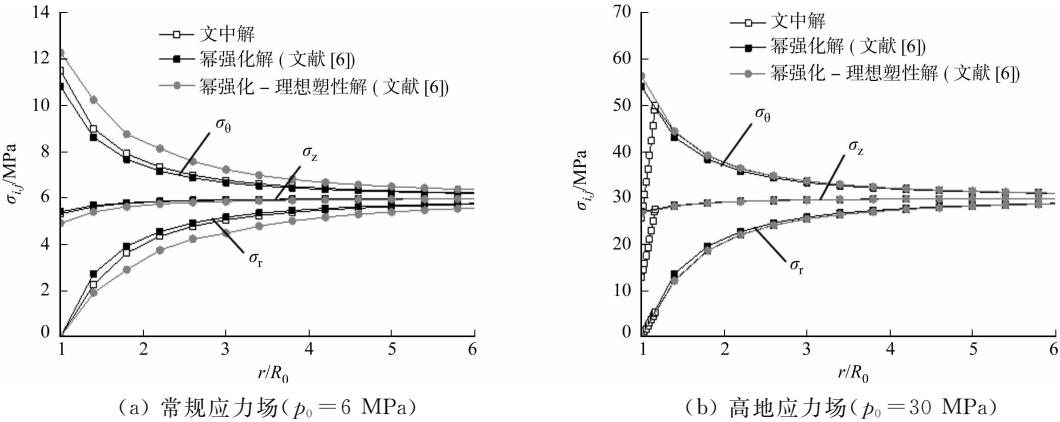 14
12
10
8
6
4
2
0
σi,j/MPa
文中解
幂强化解 (文献 [6])
幂强化 – 理想塑性解 (文献 [6])
σθ
σz
σr
1 2 3 4 5 6
r/R0
(a) 常规应力场(p0=6 MPa)
70
60
50
40
30
20
10
0
σi,j/MPa
文中解
幂强化解 (文献 [6])
幂强化 – 理想塑性解 (文献 [6])
σθ
σz
σr
1 2 3 4 5 6
r/R0
(b) 高地应力场(p0=30 MPa)